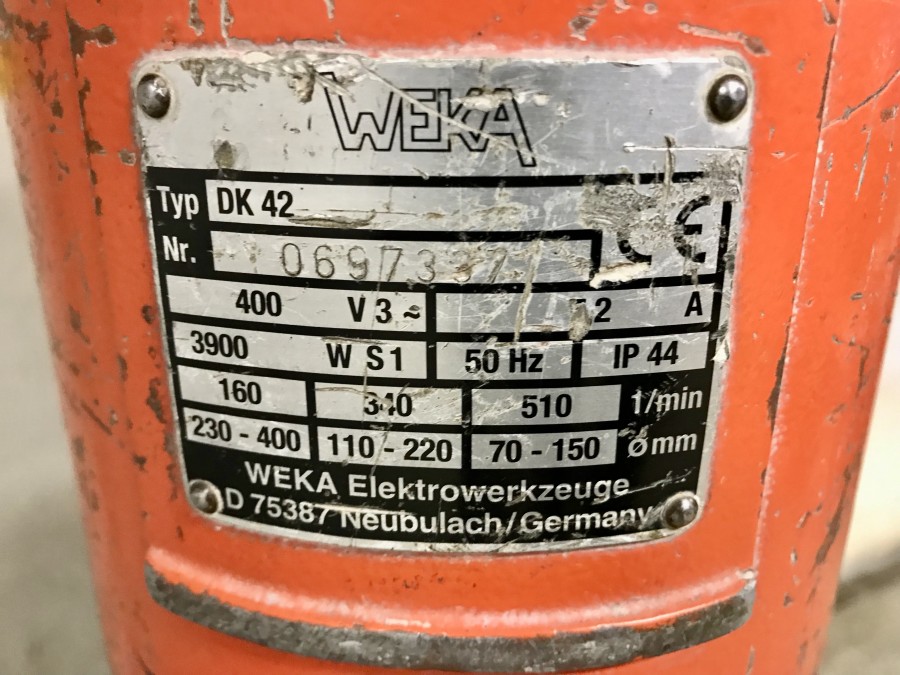 WEKA
Typ DK 42
Nr. CE
400 V 3 ~ A
3900 W S1 50 Hz IP 44
160 340 510 1/min
230 - 400 110 - 220 70 - 150 Ø mm
WEKA Elektrowerkzeuge
D 75387 Neubulach/Germany